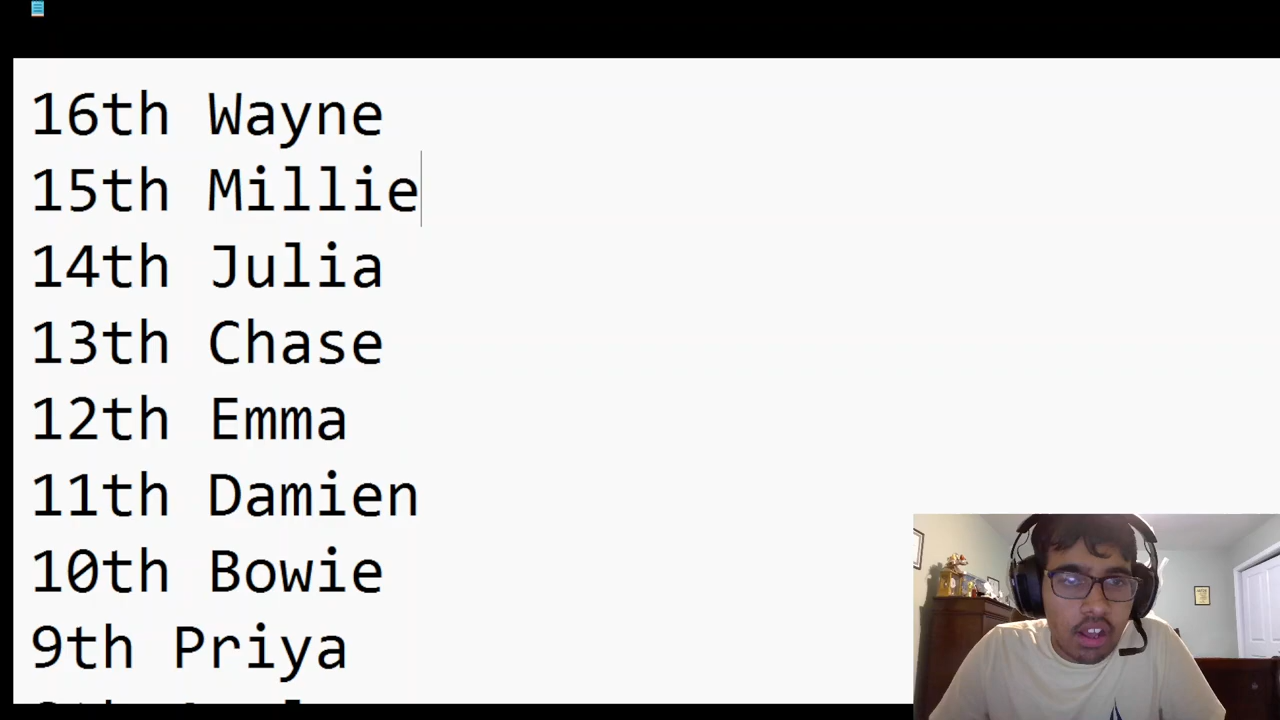 16th Wayne
15th Millie
14th Julia
13th Chase
12th Emma
11th Damien
10th Bowie
9th Priya